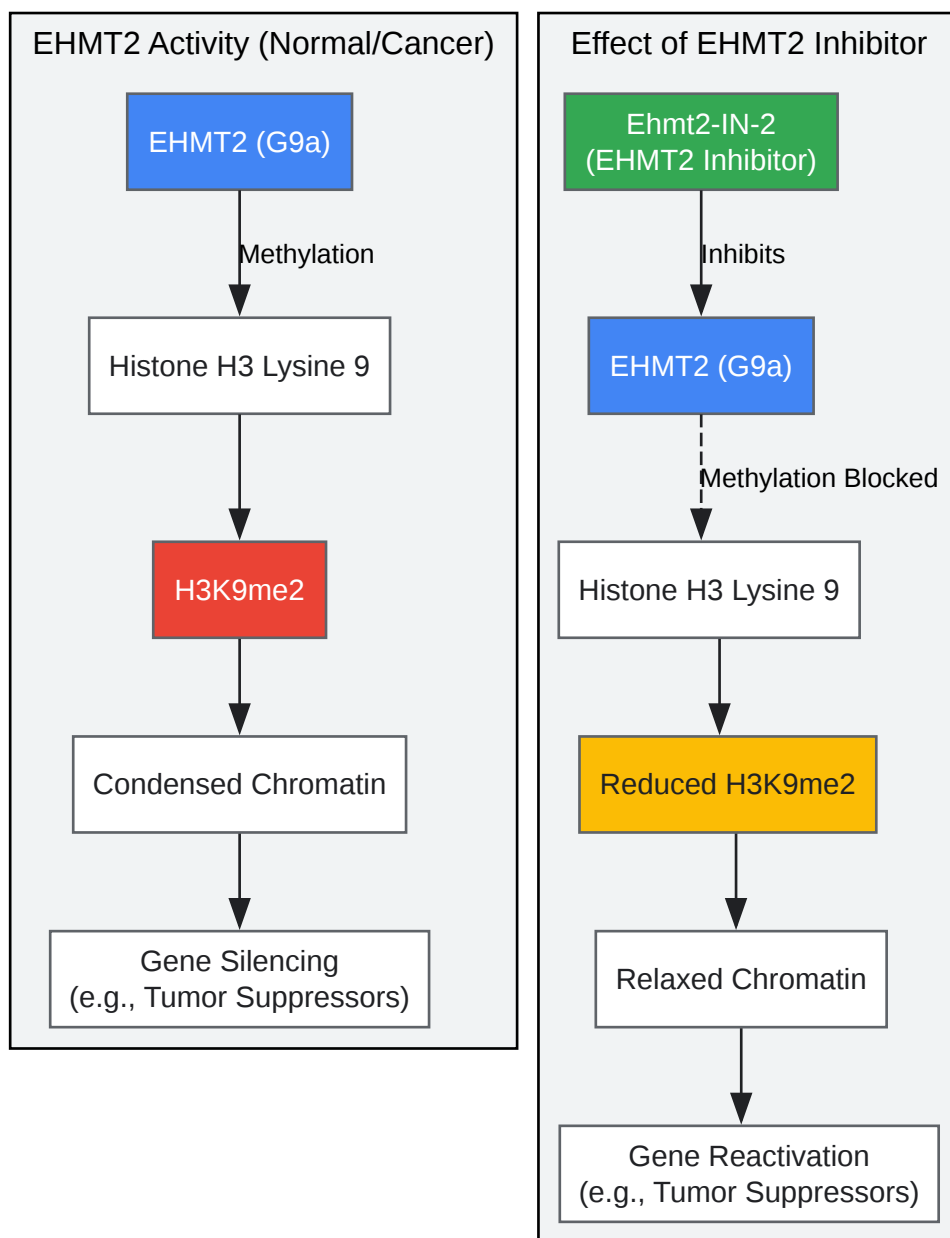 EHMT2 Activity (Normal/Cancer)
EHMT2 (G9a)
Methylation
Histone H3 Lysine 9
H3K9me2
Condensed Chromatin
Gene Silencing
(e.g., Tumor Suppressors)
Effect of EHMT2 Inhibitor
Ehmt2-IN-2
(EHMT2 Inhibitor)
Inhibits
EHMT2 (G9a)
Methylation Blocked
Histone H3 Lysine 9
Reduced H3K9me2
Relaxed Chromatin
Gene Reactivation
(e.g., Tumor Suppressors)